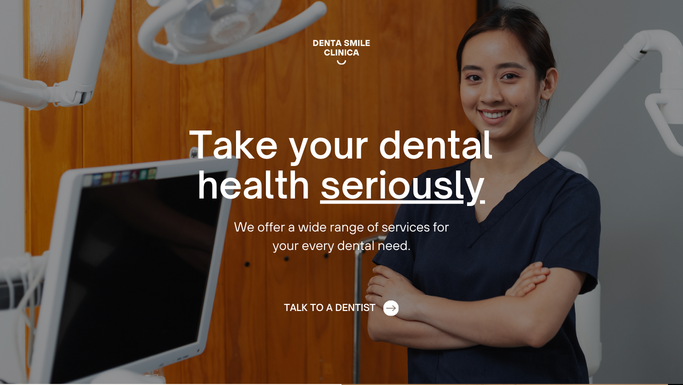 DENTA SMILE
CLINICA
Take your dental
health seriously
We offer a wide range of services for
your every dental need.
TALK TO A DENTIST